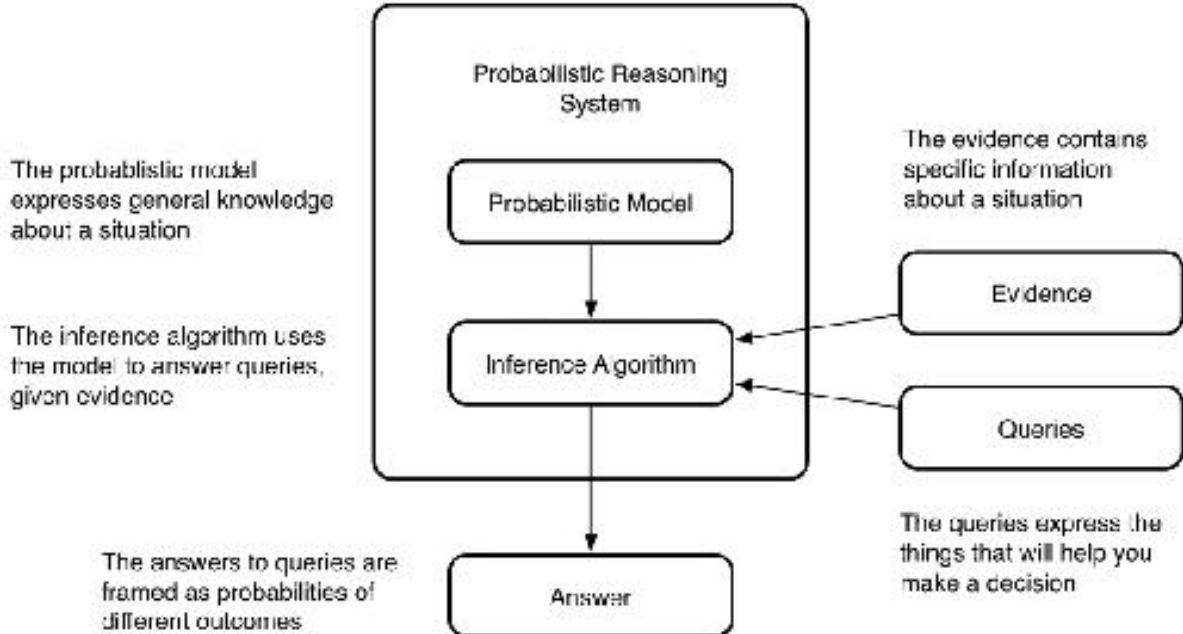 Probabilistic Reasoning
System
The probablistic model
expresses general knowledge
about a situation
Probabilistic Model
The evidence contains
specific information
about a situation
Evidence
The inference algorithm uses
the model to answer queries,
given evidence
Inference Algorithm
Queries
The queries express the
things that will help you
make a decision
The answers to queries are
framed as probabilities of
different outcomes
Answer